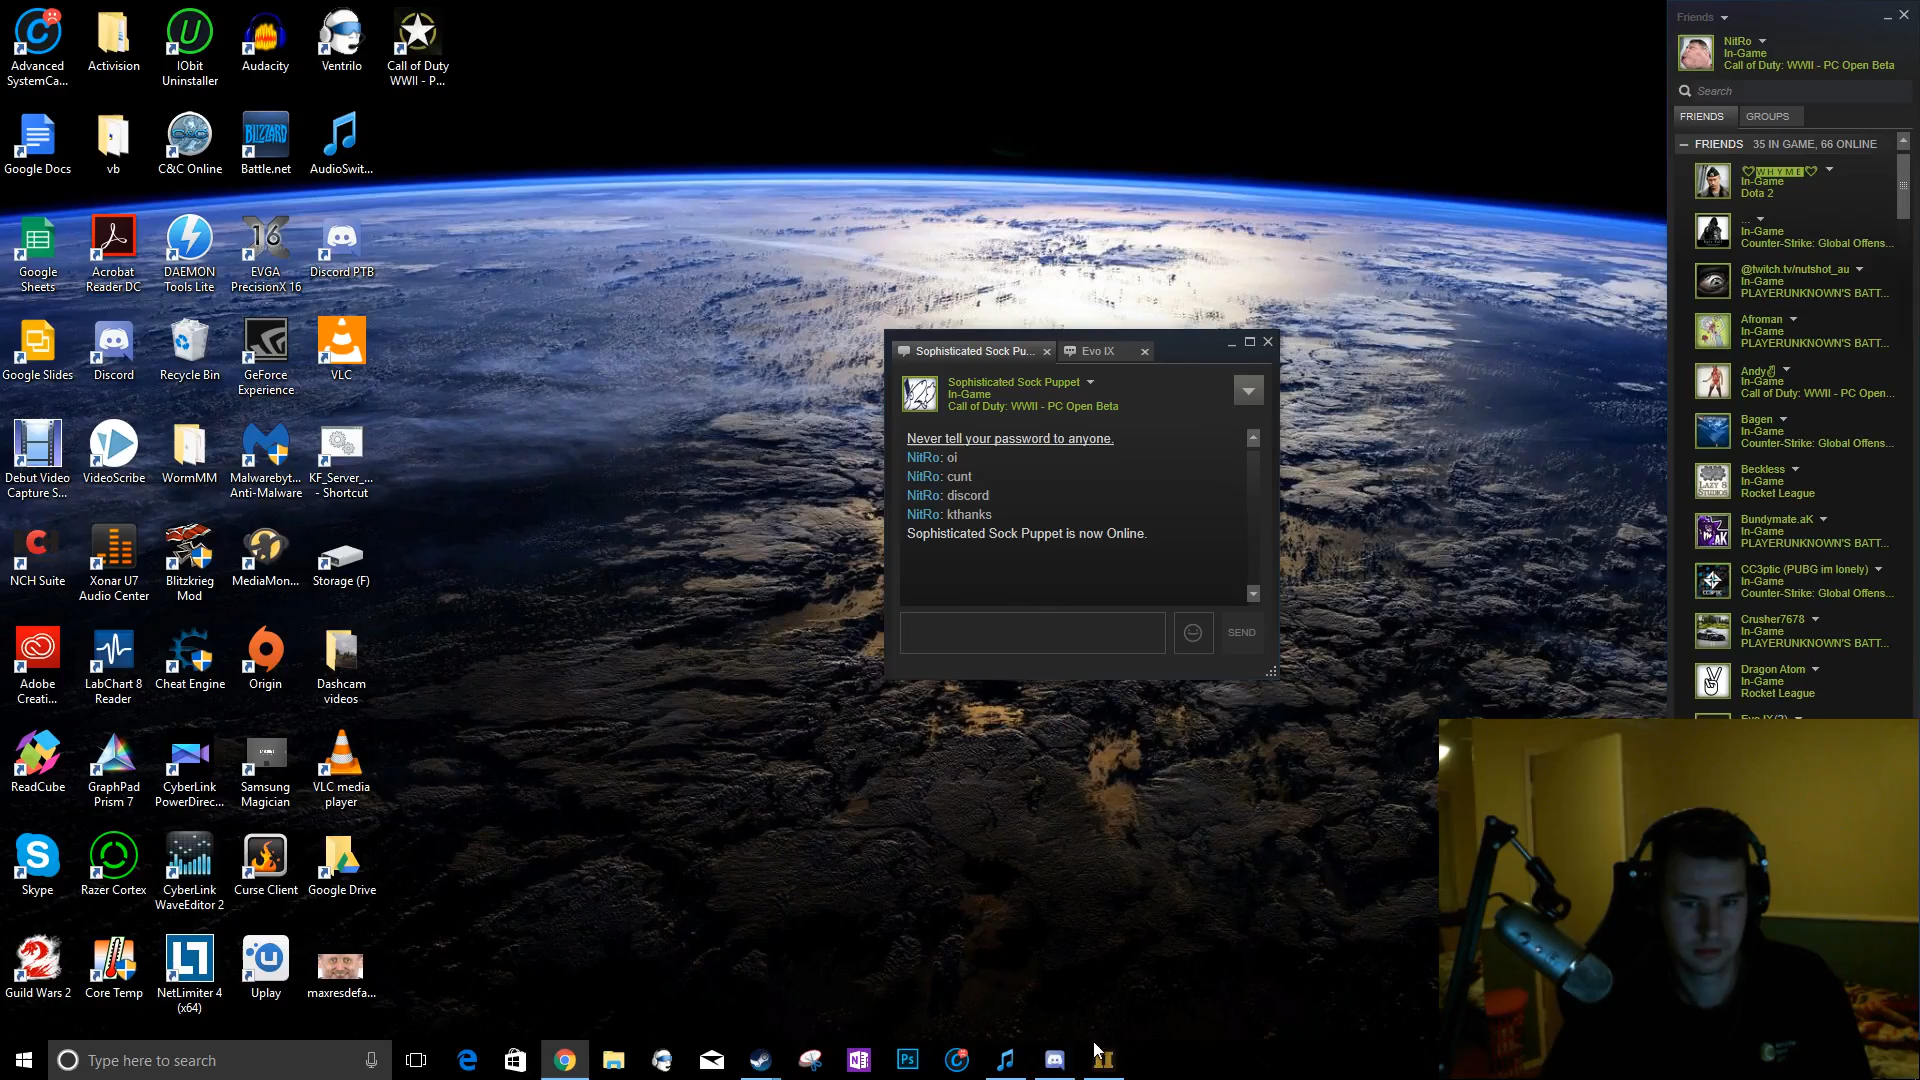 Advanced
SystemCa...
Activision
IObit
Uninstaller
Audacity
Ventrilo
Call of Duty
WWII - P...
Google Docs
vb
C&C Online
BLIZZARD
Battle.net
AudioSwit...
Google
Sheets
Acrobat
Reader DC
DAEMON
Tools Lite
16
EVGA
PrecisionX 16
Discord PTB
Google Slides
Discord
Recycle Bin
GeForce
Experience
VLC
Debut Video
Capture S...
VideoScribe
WormMM
Malwarebyt...
Anti-Malware
KF_Server_...
- Shortcut
NCH Suite
Xonar U7
Audio Center
Blitzkrieg
Mod
MediaMon...
Storage (F)
Adobe
Creati...
LabChart 8
Reader
Cheat Engine
Origin
Dashcam
videos
ReadCube
GraphPad
Prism 7
CyberLink
PowerDirec...
Samsung
Magician
VLC media
player
Skype
Razer Cortex
CyberLink
WaveEditor 2
Curse Client
Google Drive
Guild Wars 2
Core Temp
NetLimiter 4
(x64)
Uplay
maxresdefa...
Sophisticated Sock Pu...
Evo IX
Sophisticated Sock Puppet
In-Game
Call of Duty: WWII - PC Open Beta
Never tell your password to anyone.
NitRo: oi
NitRo: cunt
NitRo: discord
NitRo: kthanks
Sophisticated Sock Puppet is now Online.
SEND
Friends
NitRo
In-Game
Call of Duty: WWII - PC Open Beta
Search
FRIENDS GROUPS
FRIENDS 35 IN GAME, 66 ONLINE
♡WHYME♡
In-Game
Dota 2
...
In-Game
Counter-Strike: Global Offens...
@twitch.tv/nutshot_au
In-Game
PLAYERUNKNOWN'S BATT...
Afroman
In-Game
PLAYERUNKNOWN'S BATT...
Andy
In-Game
Call of Duty: WWII - PC Open...
Bagen
In-Game
Counter-Strike: Global Offens...
LAZY 8
STUDIOS
Beckless
In-Game
Rocket League
Bundymate.aK
In-Game
PLAYERUNKNOWN'S BATT...
CC3ptic (PUBG im lonely)
In-Game
Counter-Strike: Global Offens...
Crusher7678
In-Game
PLAYERUNKNOWN'S BATT...
Dragon Atom
In-Game
Rocket League
Type here to search